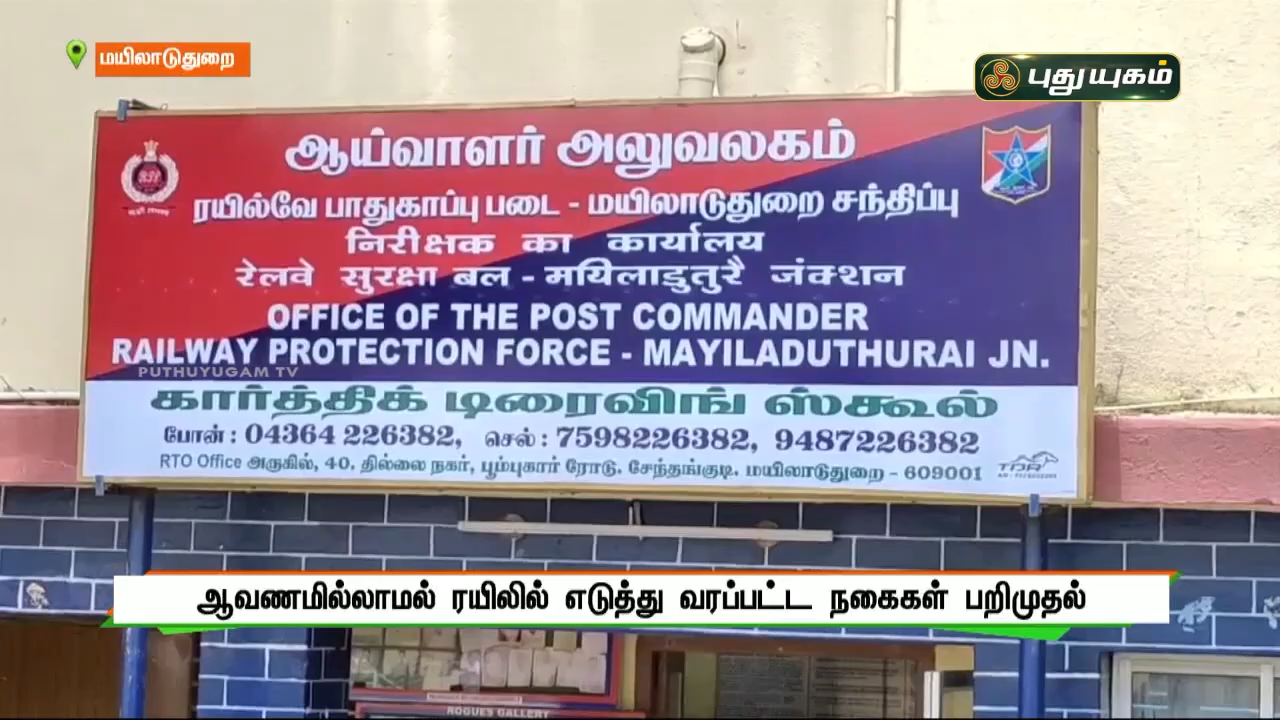 மயிலாடுதுறை
புதுயுகம்
ஆய்வாளர் அலுவலகம்
ரயில்வே பாதுகாப்பு படை - மயிலாடுதுறை சந்திப்பு
निरीक्षक का कार्यालय
रेलवे सुरक्षा बल - मयिलाडुतुरै जंक्शन
OFFICE OF THE POST COMMANDER
RAILWAY PROTECTION FORCE - MAYILADUTHURAI JN.
PUTHUYUGAM TV
கார்த்திக் டிரைவிங் ஸ்கூல்
போன் : 04364 226382, செல் : 7598226382, 9487226382
RTO Office அருகில், 40, தில்லை நகர், பூம்புகார் ரோடு, சேந்தங்குடி, மயிலாடுதுறை - 609001
TDR
ஆவணமில்லாமல் ரயிலில் எடுத்து வரப்பட்ட நகைகள் பறிமுதல்
ROGUES GALLERY